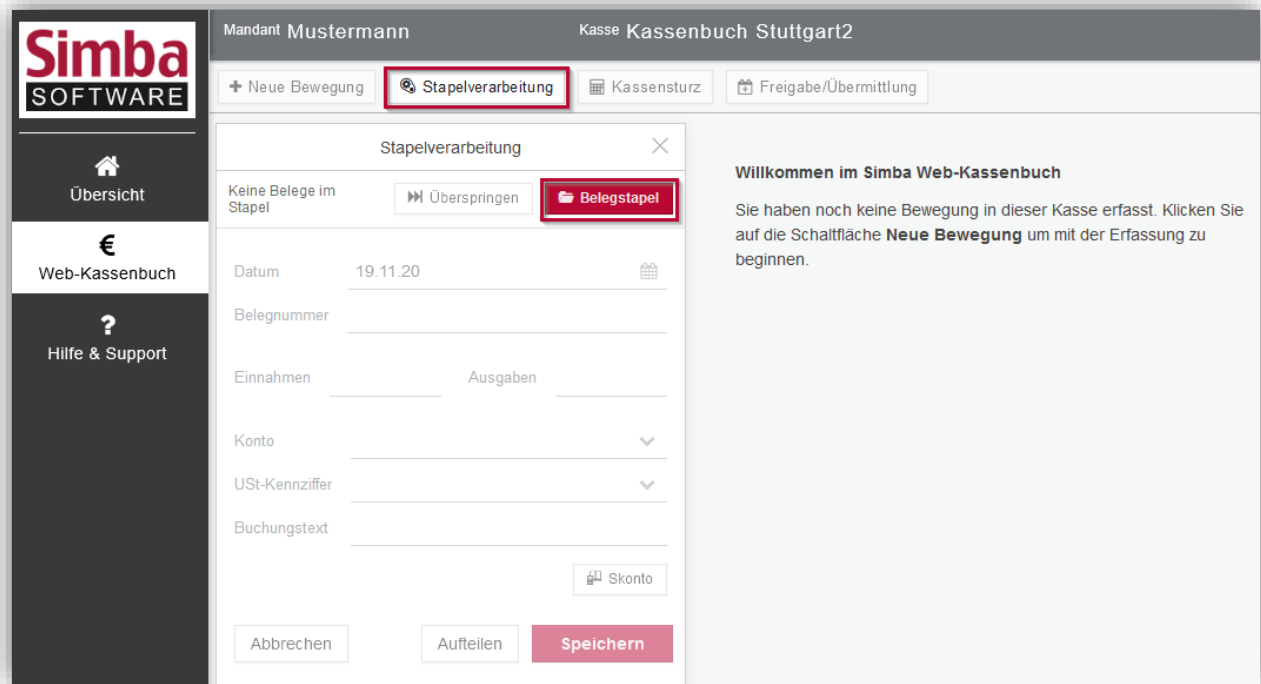 Simba
SOFTWARE
Mandant Mustermann
Kasse Kassenbuch Stuttgart2
+ Neue Bewegung
Stapelverarbeitung
Kassensturz
Freigabe/Übermittlung
Übersicht
€
Web-Kassenbuch
?
Hilfe & Support
Stapelverarbeitung
Keine Belege im
Stapel
Überspringen
Belegstapel
Datum 19.11.20
Belegnummer
Einnahmen
Ausgaben
Konto
USt-Kennziffer
Buchungstext
Skonto
Abbrechen
Aufteilen
Speichern
Willkommen im Simba Web-Kassenbuch
Sie haben noch keine Bewegung in dieser Kasse erfasst. Klicken Sie
auf die Schaltfläche Neue Bewegung um mit der Erfassung zu
beginnen.